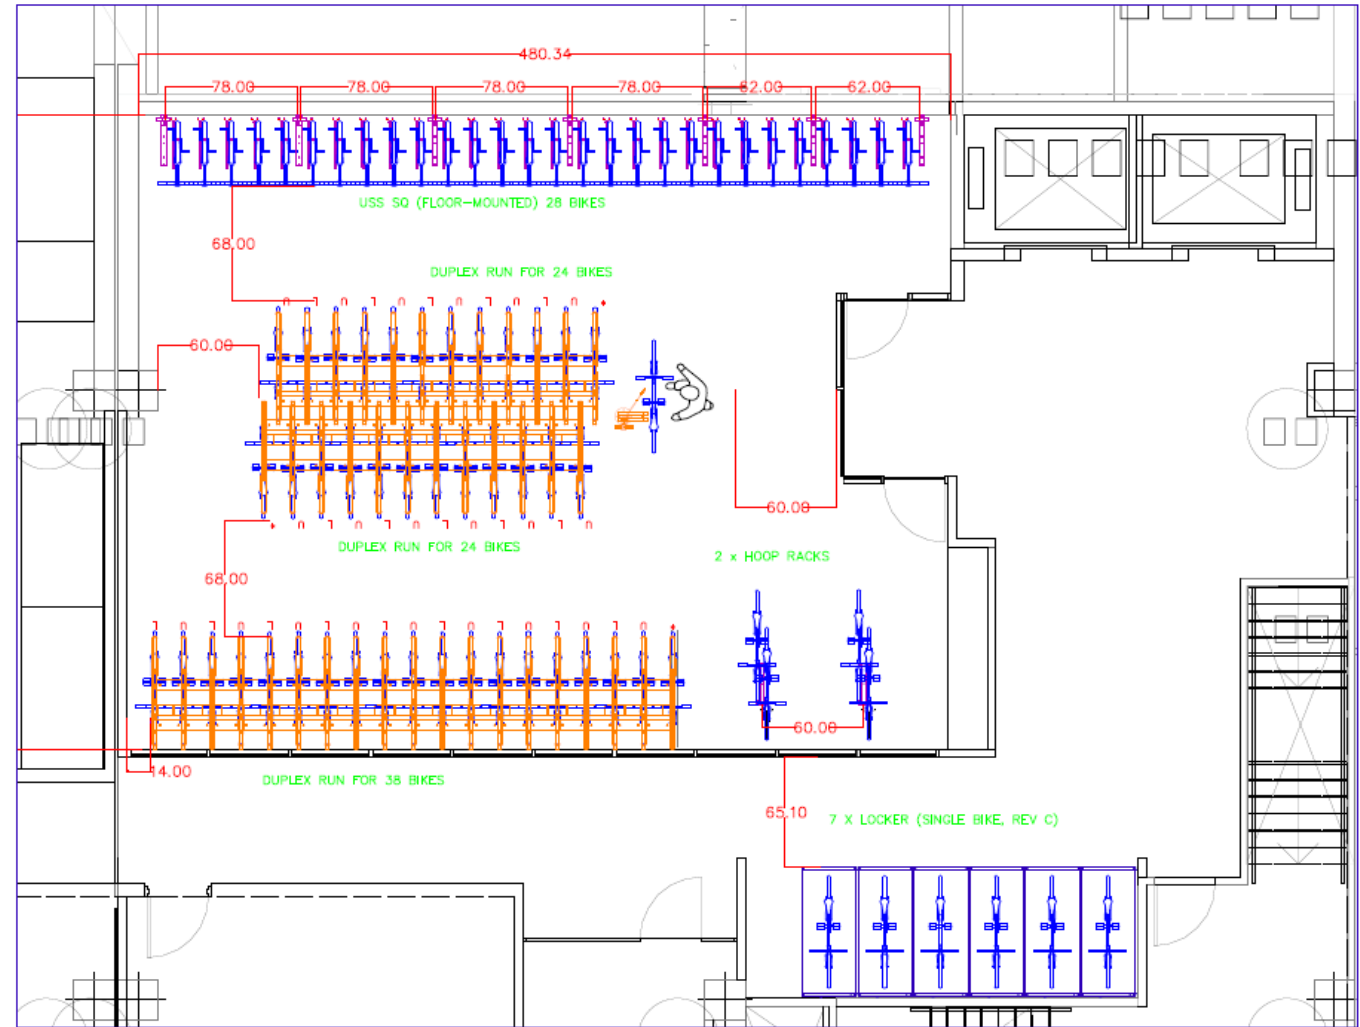 480.34
78.00 78.00 78.00 78.00 62.00 62.00
USS SQ (FLOOR-MOUNTED) 28 BIKES
68.00
DUPLEX RUN FOR 24 BIKES
60.00
60.00
DUPLEX RUN FOR 24 BIKES
2 x HOOP RACKS
68.00
60.00
14.00
DUPLEX RUN FOR 38 BIKES
65.10
7 X LOCKER (SINGLE BIKE, REV C)